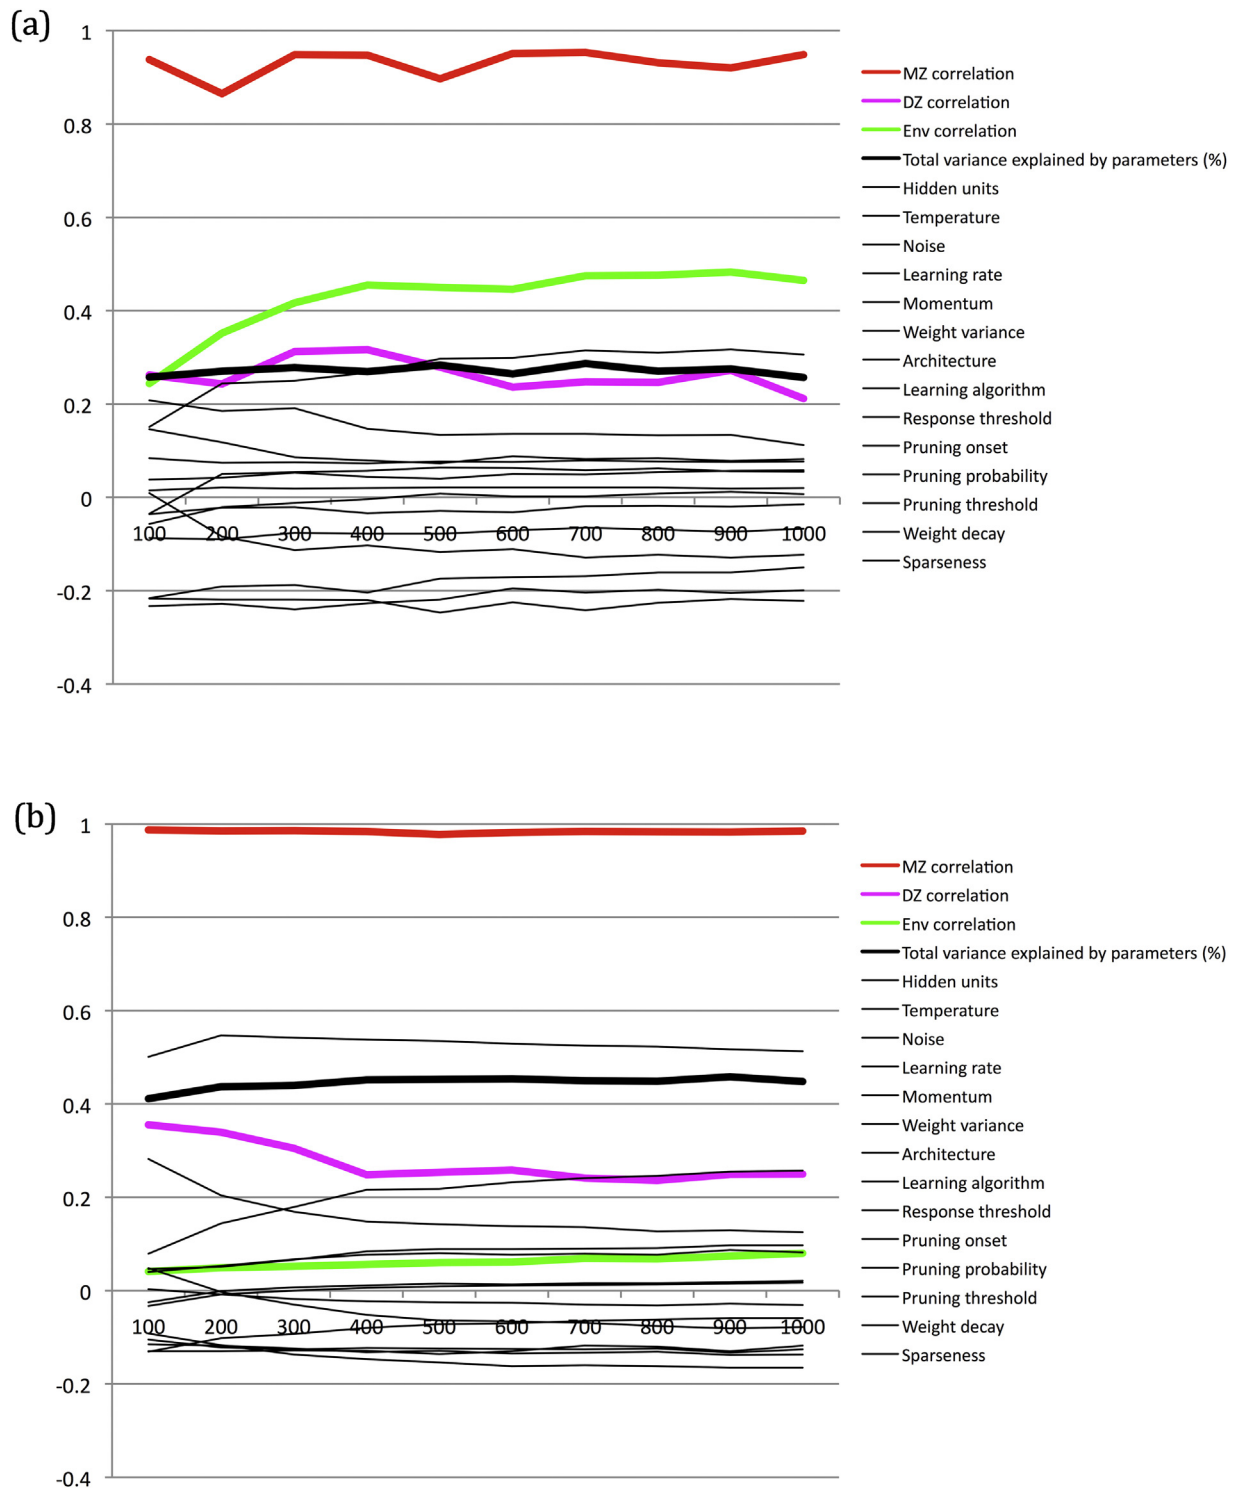 (a)
1
0.8
0.6
0.4
0.2
0
-0.2
-0.4
100 200 300 400 500 600 700 800 900 1000
MZ correlation
DZ correlation
Env correlation
Total variance explained by parameters (%)
Hidden units
Temperature
Noise
Learning rate
Momentum
Weight variance
Architecture
Learning algorithm
Response threshold
Pruning onset
Pruning probability
Pruning threshold
Weight decay
Sparseness
(b)
1
0.8
0.6
0.4
0.2
0
-0.2
-0.4
100 200 300 400 500 600 700 800 900 1000
MZ correlation
DZ correlation
Env correlation
Total variance explained by parameters (%)
Hidden units
Temperature
Noise
Learning rate
Momentum
Weight variance
Architecture
Learning algorithm
Response threshold
Pruning onset
Pruning probability
Pruning threshold
Weight decay
Sparseness